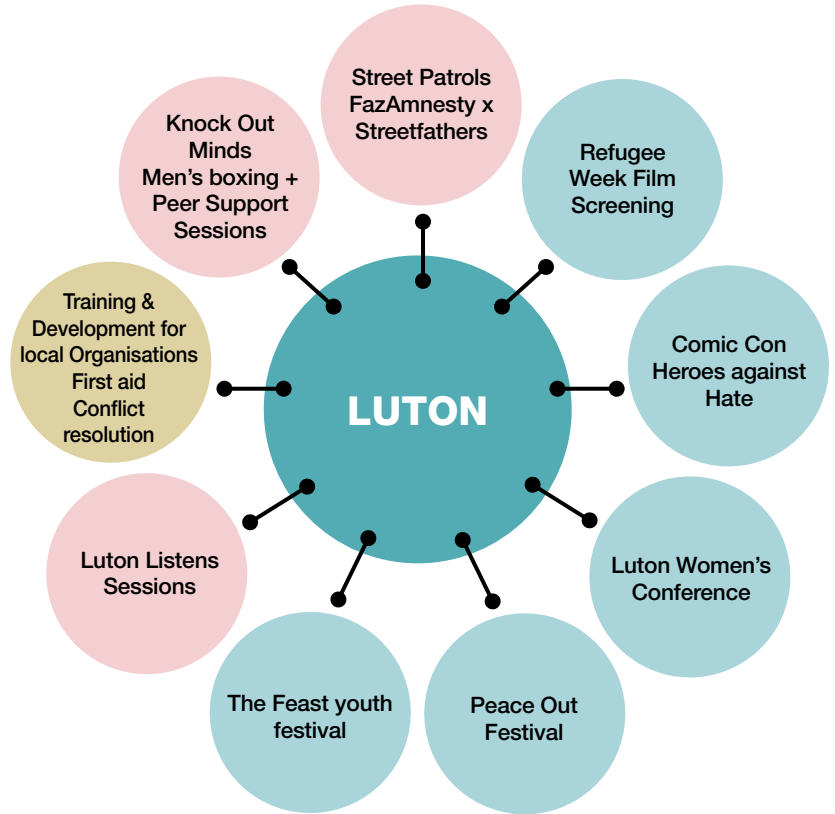 Street Patrols
FazAmnesty x
Streetfathers
Knock Out
Minds
Men's boxing +
Peer Support
Sessions
Refugee
Week Film
Screening
Training &
Development for
local Organisations
First aid
Conflict
resolution
Comic Con
Heroes against
Hate
LUTON
Luton Listens
Sessions
Luton Women's
Conference
The Feast youth
festival
Peace Out
Festival